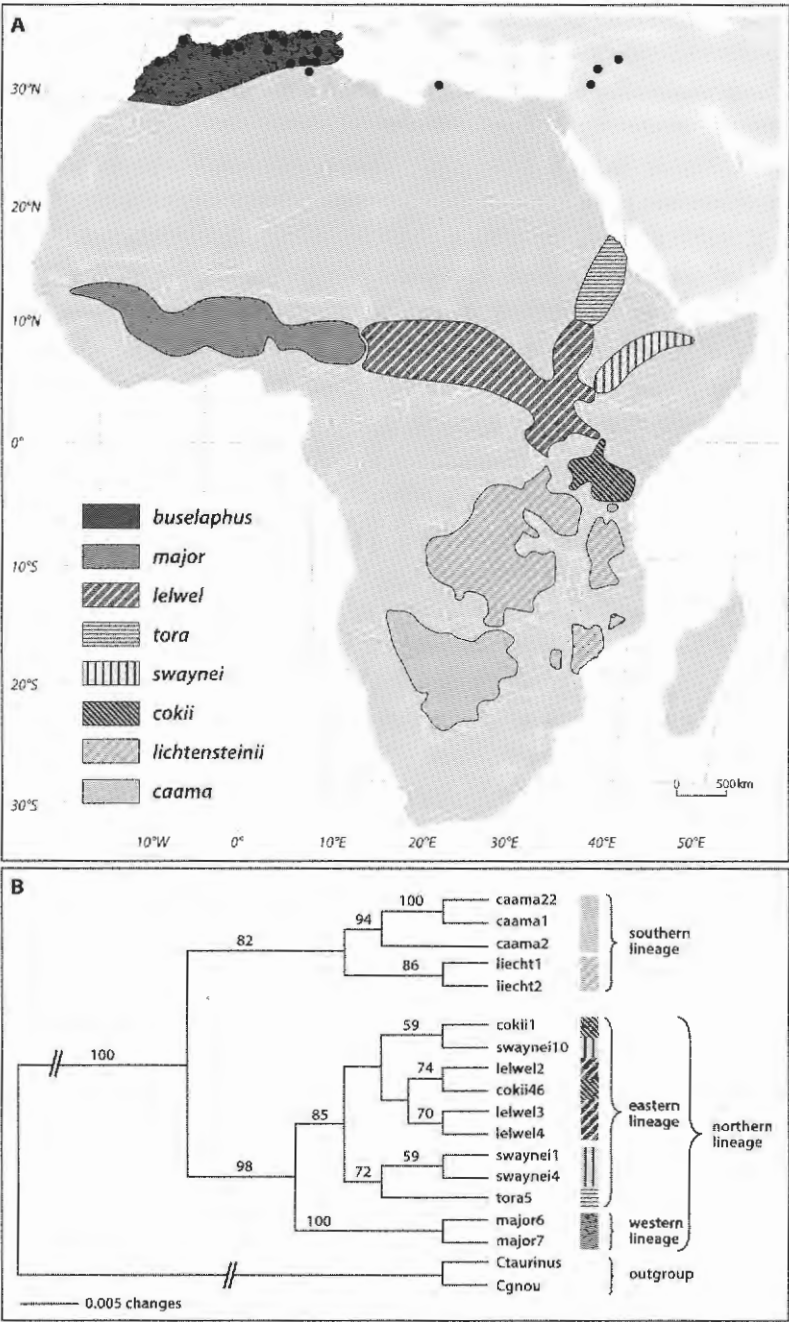 A
30°N
20°N
10°N
0°
10°S
20°S
30°S
buselaphus
major
lelwel
tora
swaynei
cokii
lichtensteinii
caama
0 500km
10°W 0° 10°E 20°E 30°E 40°E 50°E
B
caama22
caama1
caama2
liecht1
liecht2
cokii1
swaynei10
lelwel2
cokii46
lelwel3
lelwel4
swaynei1
swaynei4
tora5
major6
major7
Ctaurinus
Cgnou
100
94
82
86
59
74
100
85
70
59
98
72
100
southern
lineage
eastern
lineage
northern
lineage
western
lineage
outgroup
0.005 changes